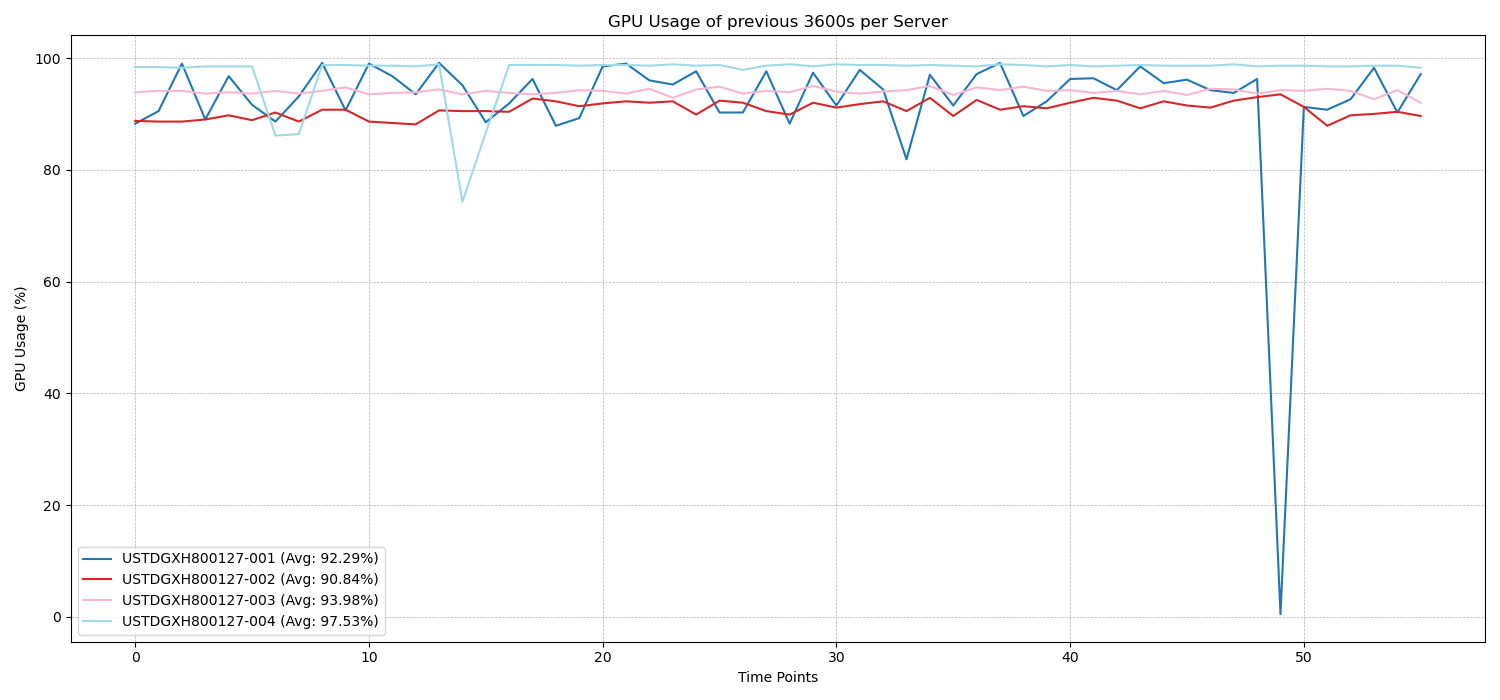 GPU Usage of previous 3600s per Server
GPU Usage (%)
100
80
60
40
20
0
USTDGXH800127-001 (Avg: 92.29%)
USTDGXH800127-002 (Avg: 90.84%)
USTDGXH800127-003 (Avg: 93.98%)
USTDGXH800127-004 (Avg: 97.53%)
0 10 20 30 40 50
Time Points